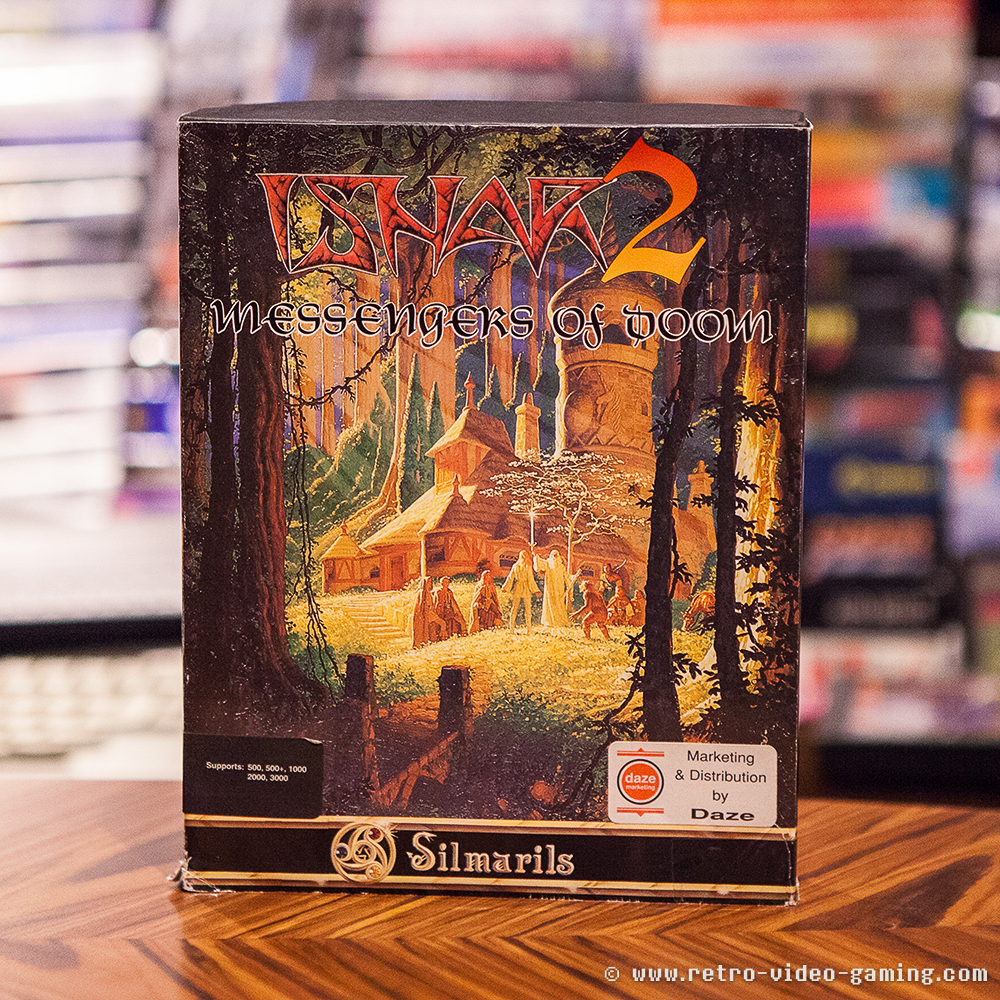 ISHAR 2
messengers of doom
Supports: 500, 500+, 1000
2000, 3000
daze
marketing
Marketing
& Distribution
by
Daze
Silmarils
© www.retro-video-gaming.com